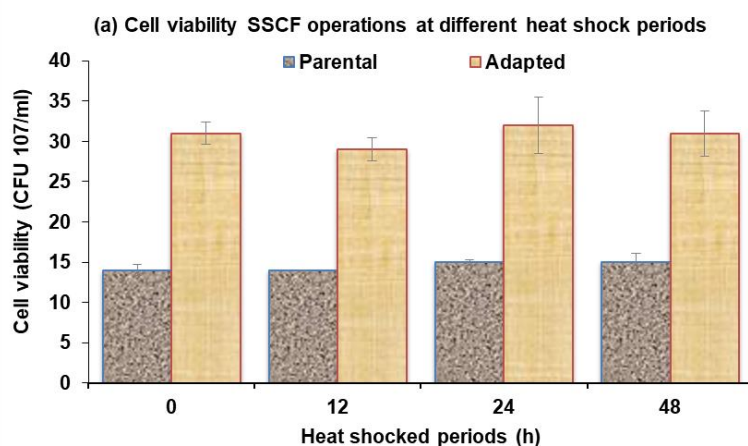 (a) Cell viability SSCF operations at different heat shock periods
Parental Adapted
40
35
30
25
20
15
10
5
0
Cell viability (CFU 107/ml)
0 12 24 48
Heat shocked periods (h)